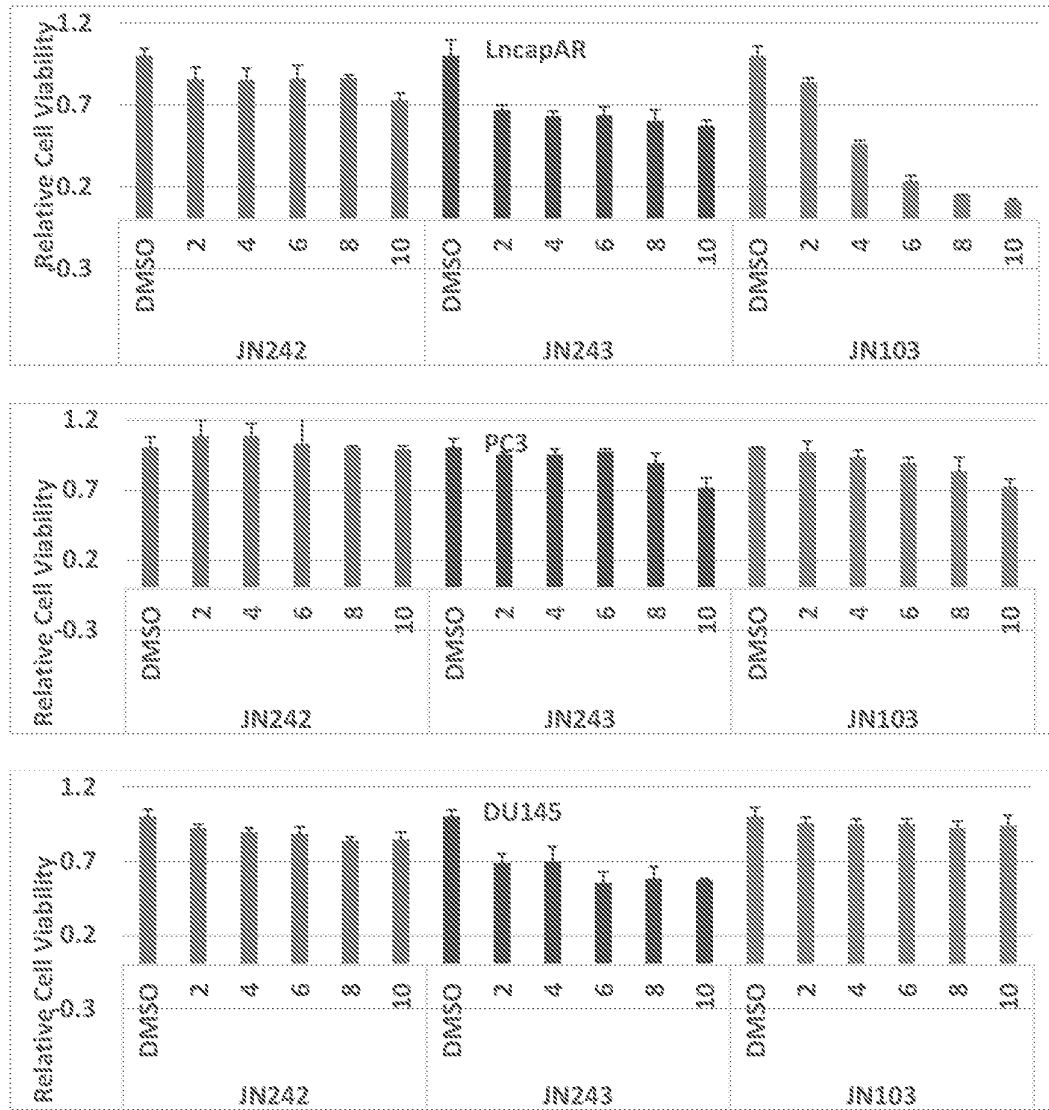 Relative Cell Viability
1.2
0.7
0.2
-0.3
LncapAR
DMSO 2 4 6 8 10 DMSO 2 4 6 8 10 DMSO 2 4 6 8 10
JN242 JN243 JN103
Relative Cell Viability
1.2
0.7
0.2
-0.3
PC3
DMSO 2 4 6 8 10 DMSO 2 4 6 8 10 DMSO 2 4 6 8 10
JN242 JN243 JN103
Relative Cell Viability
1.2
0.7
0.2
-0.3
DU145
DMSO 2 4 6 8 10 DMSO 2 4 6 8 10 DMSO 2 4 6 8 10
JN242 JN243 JN103